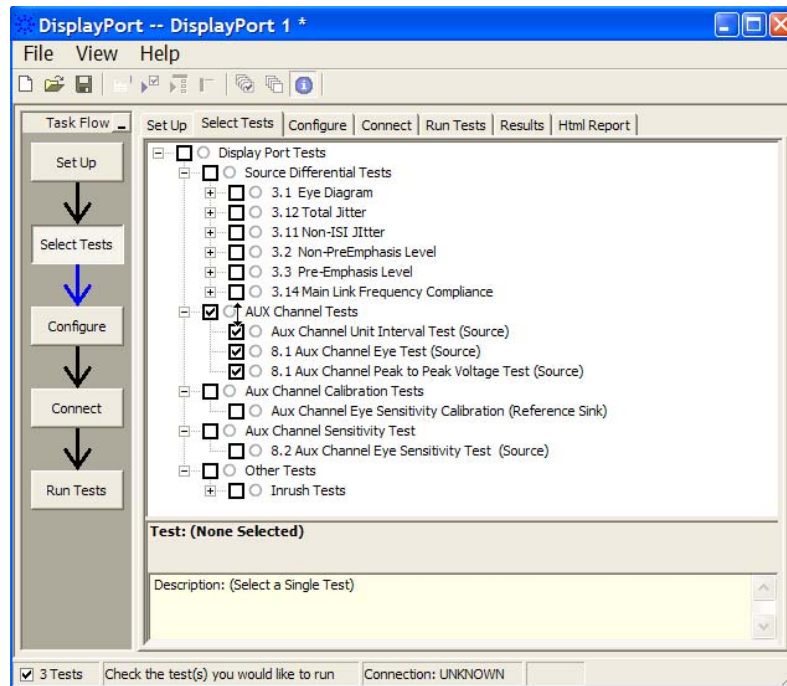 DisplayPort -- DisplayPort 1 *
File View Help
Task Flow
Set Up
Select Tests
Configure
Connect
Run Tests
Set Up Select Tests Configure Connect Run Tests Results Html Report
Display Port Tests
Source Differential Tests
3.1 Eye Diagram
3.12 Total Jitter
3.11 Non-ISI JItter
3.2 Non-PreEmphasis Level
3.3 Pre-Emphasis Level
3.14 Main Link Frequency Compliance
AUX Channel Tests
Aux Channel Unit Interval Test (Source)
8.1 Aux Channel Eye Test (Source)
8.1 Aux Channel Peak to Peak Voltage Test (Source)
Aux Channel Calibration Tests
Aux Channel Eye Sensitivity Calibration (Reference Sink)
Aux Channel Sensitivity Test
8.2 Aux Channel Eye Sensitivity Test (Source)
Other Tests
Inrush Tests
Test: (None Selected)
Description: (Select a Single Test)
3 Tests Check the test(s) you would like to run Connection: UNKNOWN